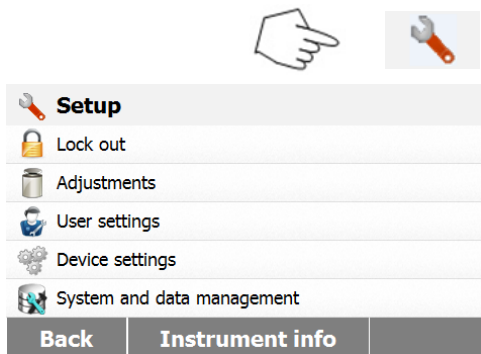 Setup
Lock out
Adjustments
User settings
Device settings
System and data management
Back Instrument info